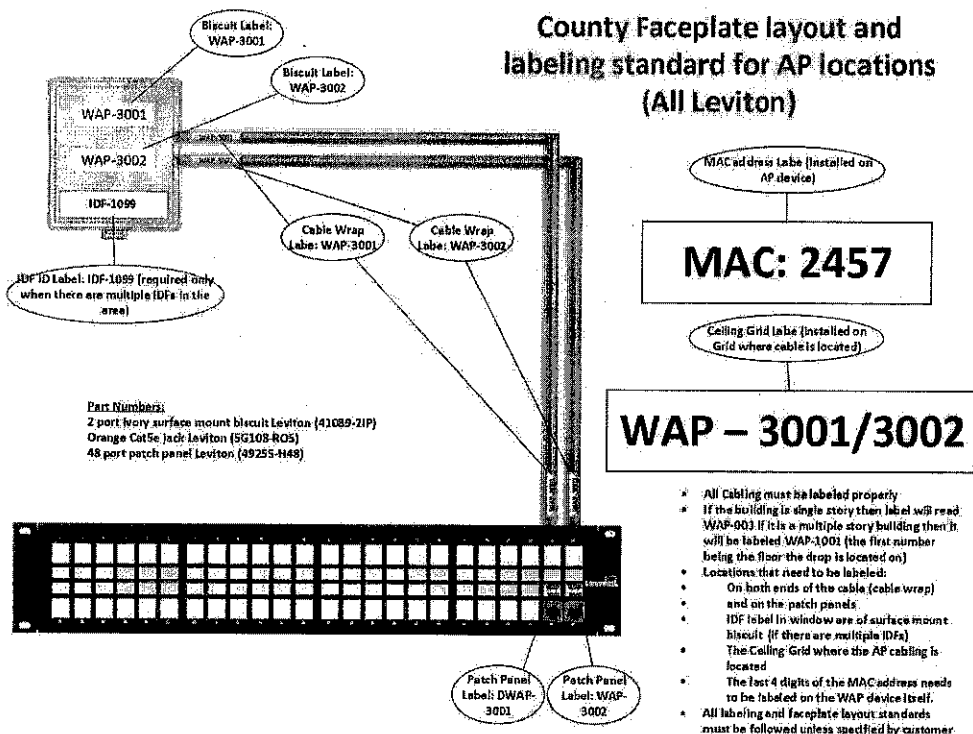 County Faceplate layout and
labeling standard for AP locations
(All Leviton)
Biscuit Label:
WAP-3001
Biscuit Label:
WAP-3002
WAP-3001
WAP-3002
IDF-1099
WAP-3001
Cable Wrap
Labe: WAP-3001
Cable Wrap
Labe: WAP-3002
IDF ID Label: IDF-1099 (required only
when there are multiple IDFs in the
area)
MAC address Labe (Installed on
AP device)
MAC: 2457
Ceiling Grid Labe (Installed on
Grid where cable is located)
WAP – 3001/3002
Part Numbers:
2 port Ivory surface mount biscuit Leviton (41089-2IP)
Orange Cat5e Jack Leviton (5G108-RO5)
48 port patch panel Leviton (49255-H48)
• All Cabling must be labeled properly
• If the building is single story then label will read
WAP-003 If it is a multiple story building then it
will be labeled WAP-1001 (the first number
being the floor the drop is located on)
• Locations that need to be labeled:
• On both ends of the cable (cable wrap)
• and on the patch panels
• IDF label In window are of surface mount
biscuit (if there are multiple IDFs)
• The Ceiling Grid where the AP cabling is
located
• The last 4 digits of the MAC address needs
to be labeled on the WAP device itself.
• All labeling and faceplate layout standards
must be followed unless specified by customer
Patch Panel
Label: DWAP-
3001
Patch Panel
Label: WAP-
3002